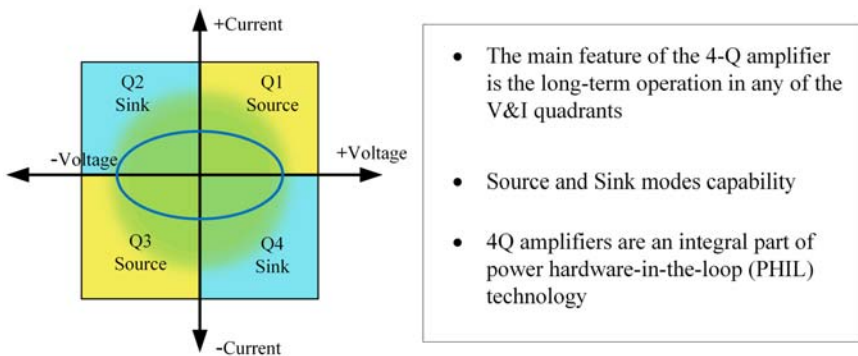 +Current
Q2
Sink
Q1
Source
-Voltage
+Voltage
Q3
Source
Q4
Sink
-Current
• The main feature of the 4-Q amplifier
is the long-term operation in any of the
V&I quadrants
• Source and Sink modes capability
• 4Q amplifiers are an integral part of
power hardware-in-the-loop (PHIL)
technology